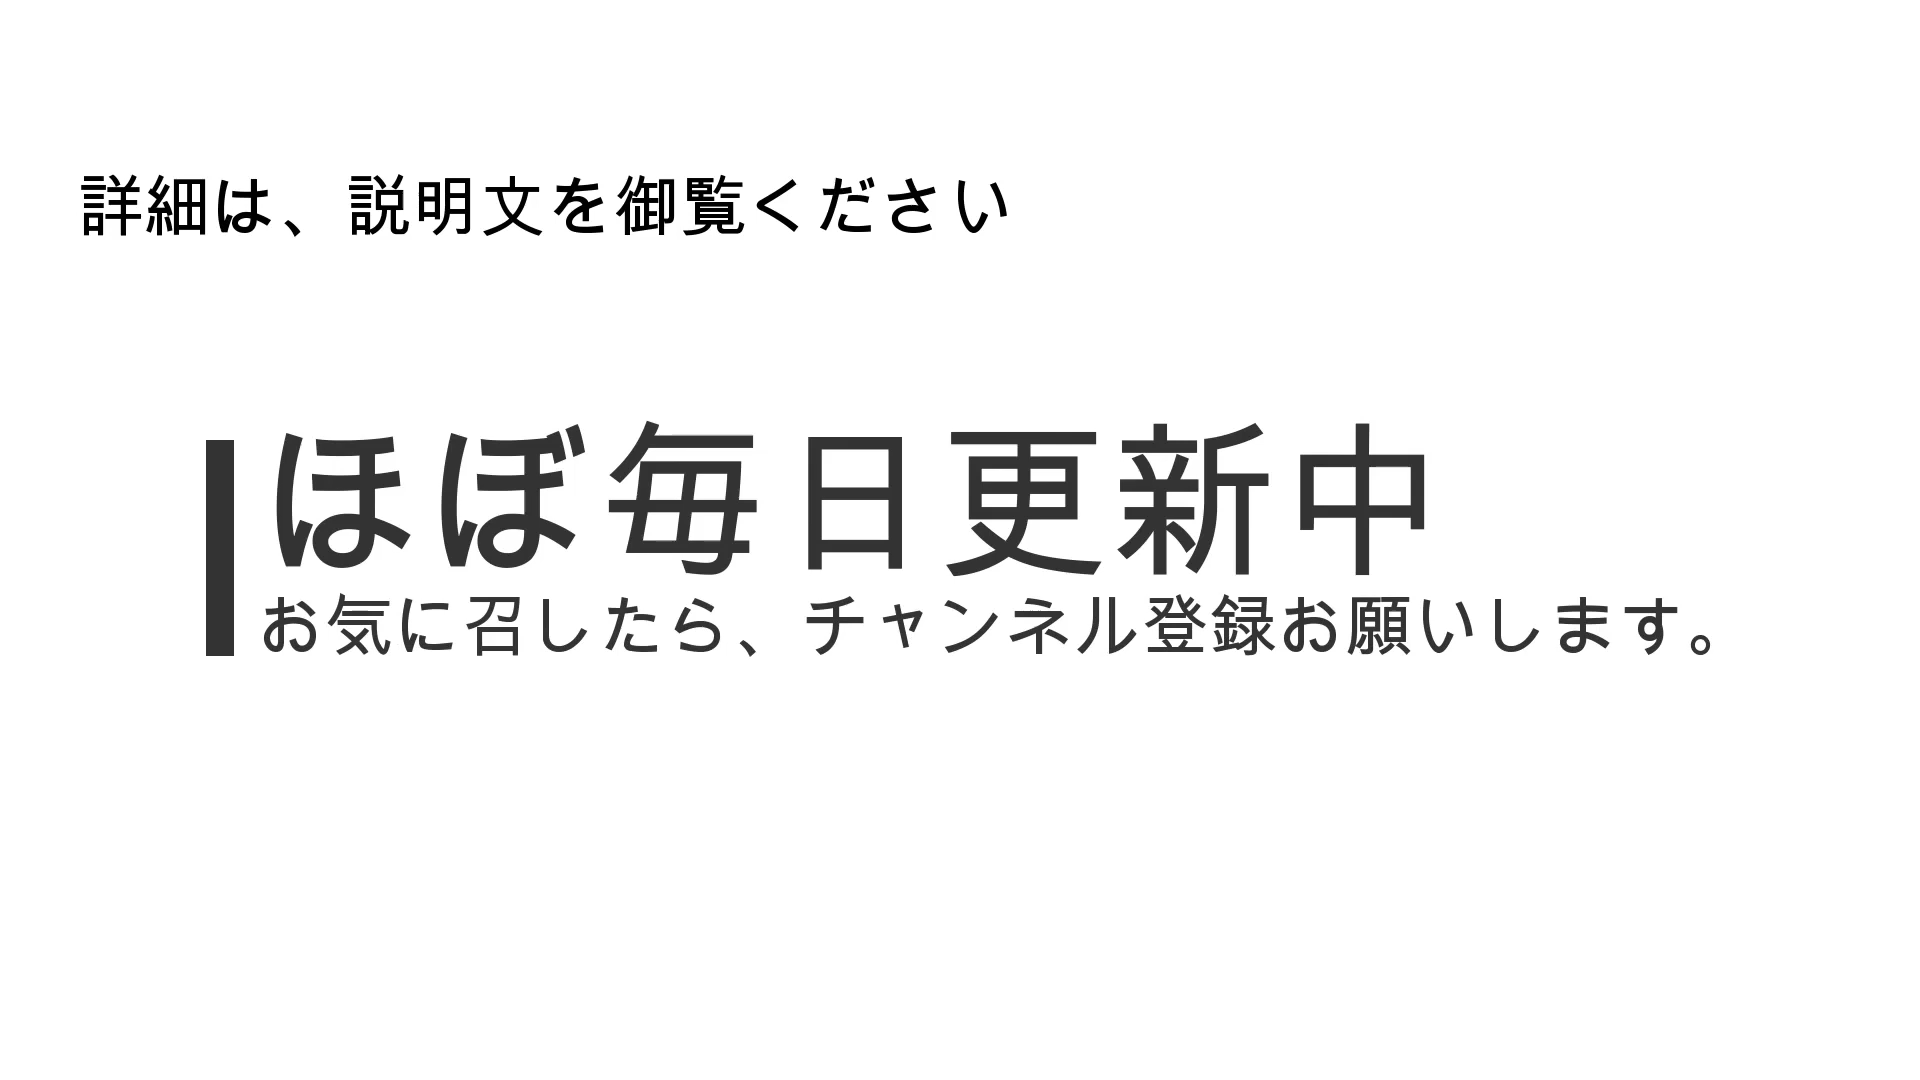 詳細は、説明文を御覧ください
ほぼ毎日更新中
お気に召したら、チャンネル登録お願いします。